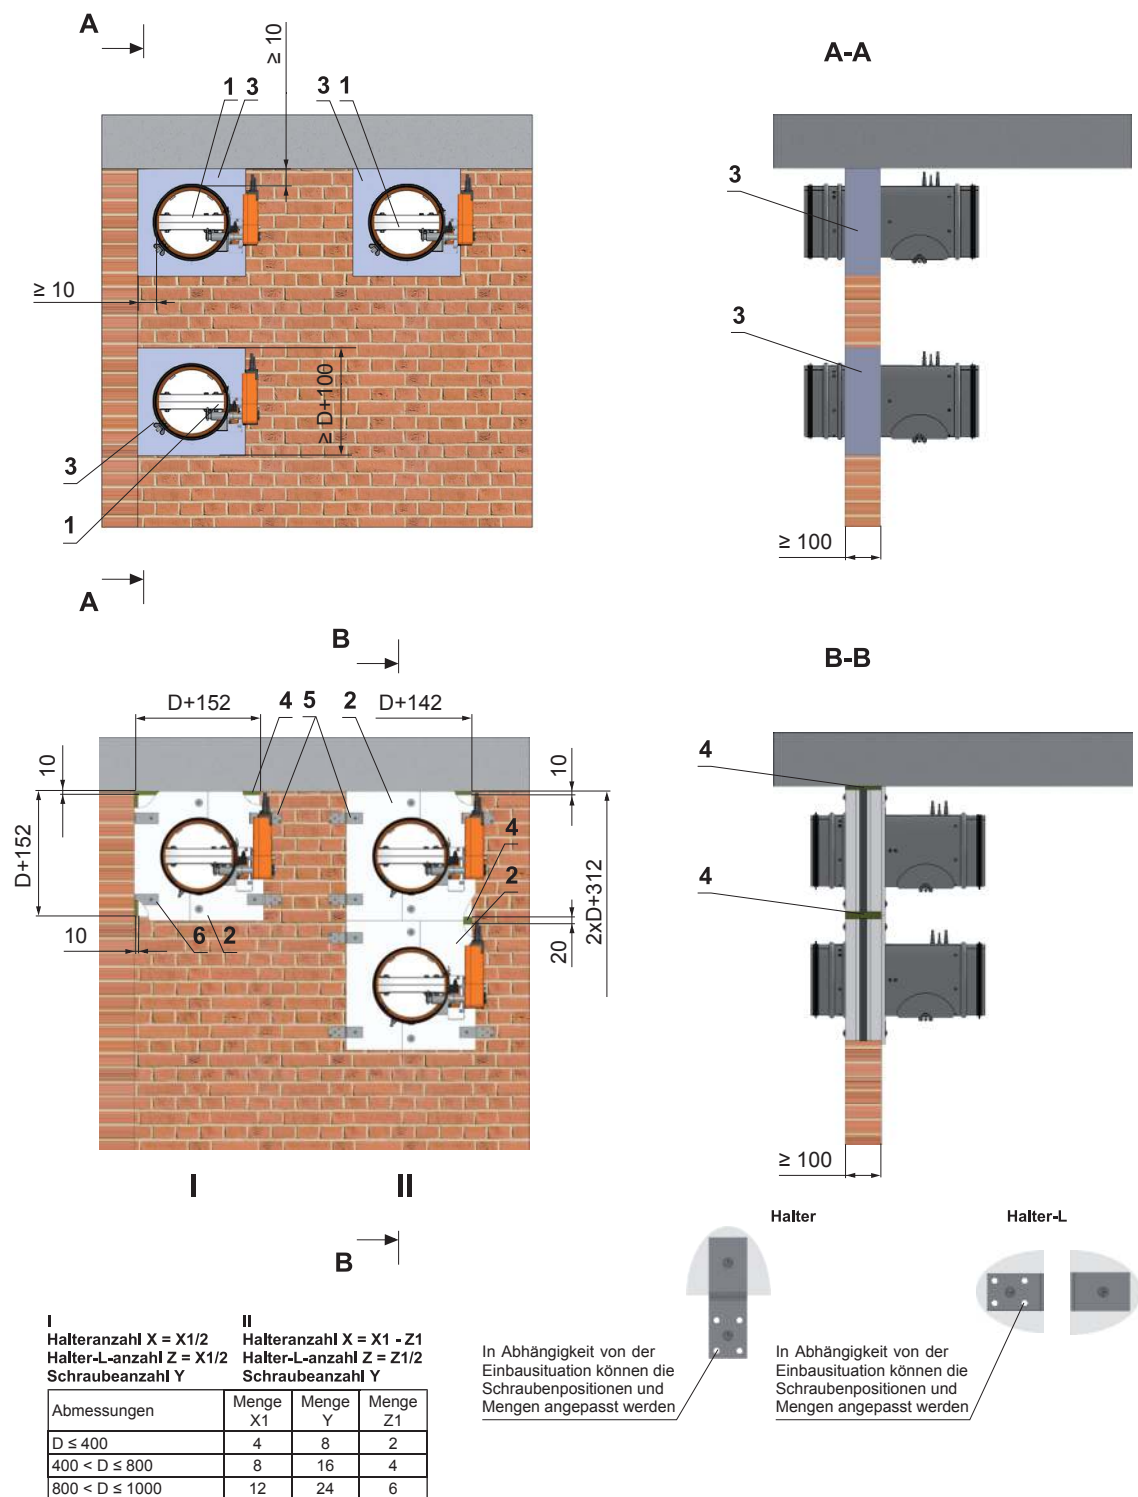 A
≥ 10
A-A
1 3
3 1
3
≥ 10
3
≥ D+100
3
1
≥ 100
A
B
B-B
D+152
4 5
2
D+142
10
10
4
D+152
4
2
2xD+312
4
10
6 2
20
≥ 100
I
II
B
Halter
Halter-L
In Abhängigkeit von der
Einbausituation können die
Schraubenpositionen und
Mengen angepasst werden
In Abhängigkeit von der
Einbausituation können die
Schraubenpositionen und
Mengen angepasst werden
I
Halteranzahl X = X1/2
Halter-L-anzahl Z = X1/2
Schraubeanzahl Y
II
Halteranzahl X = X1 - Z1
Halter-L-anzahl Z = Z1/2
Schraubeanzahl Y
Abmessungen Menge X1 Menge Y Menge Z1
D ≤ 400 4 8 2
400 < D ≤ 800 8 16 4
800 < D ≤ 1000 12 24 6